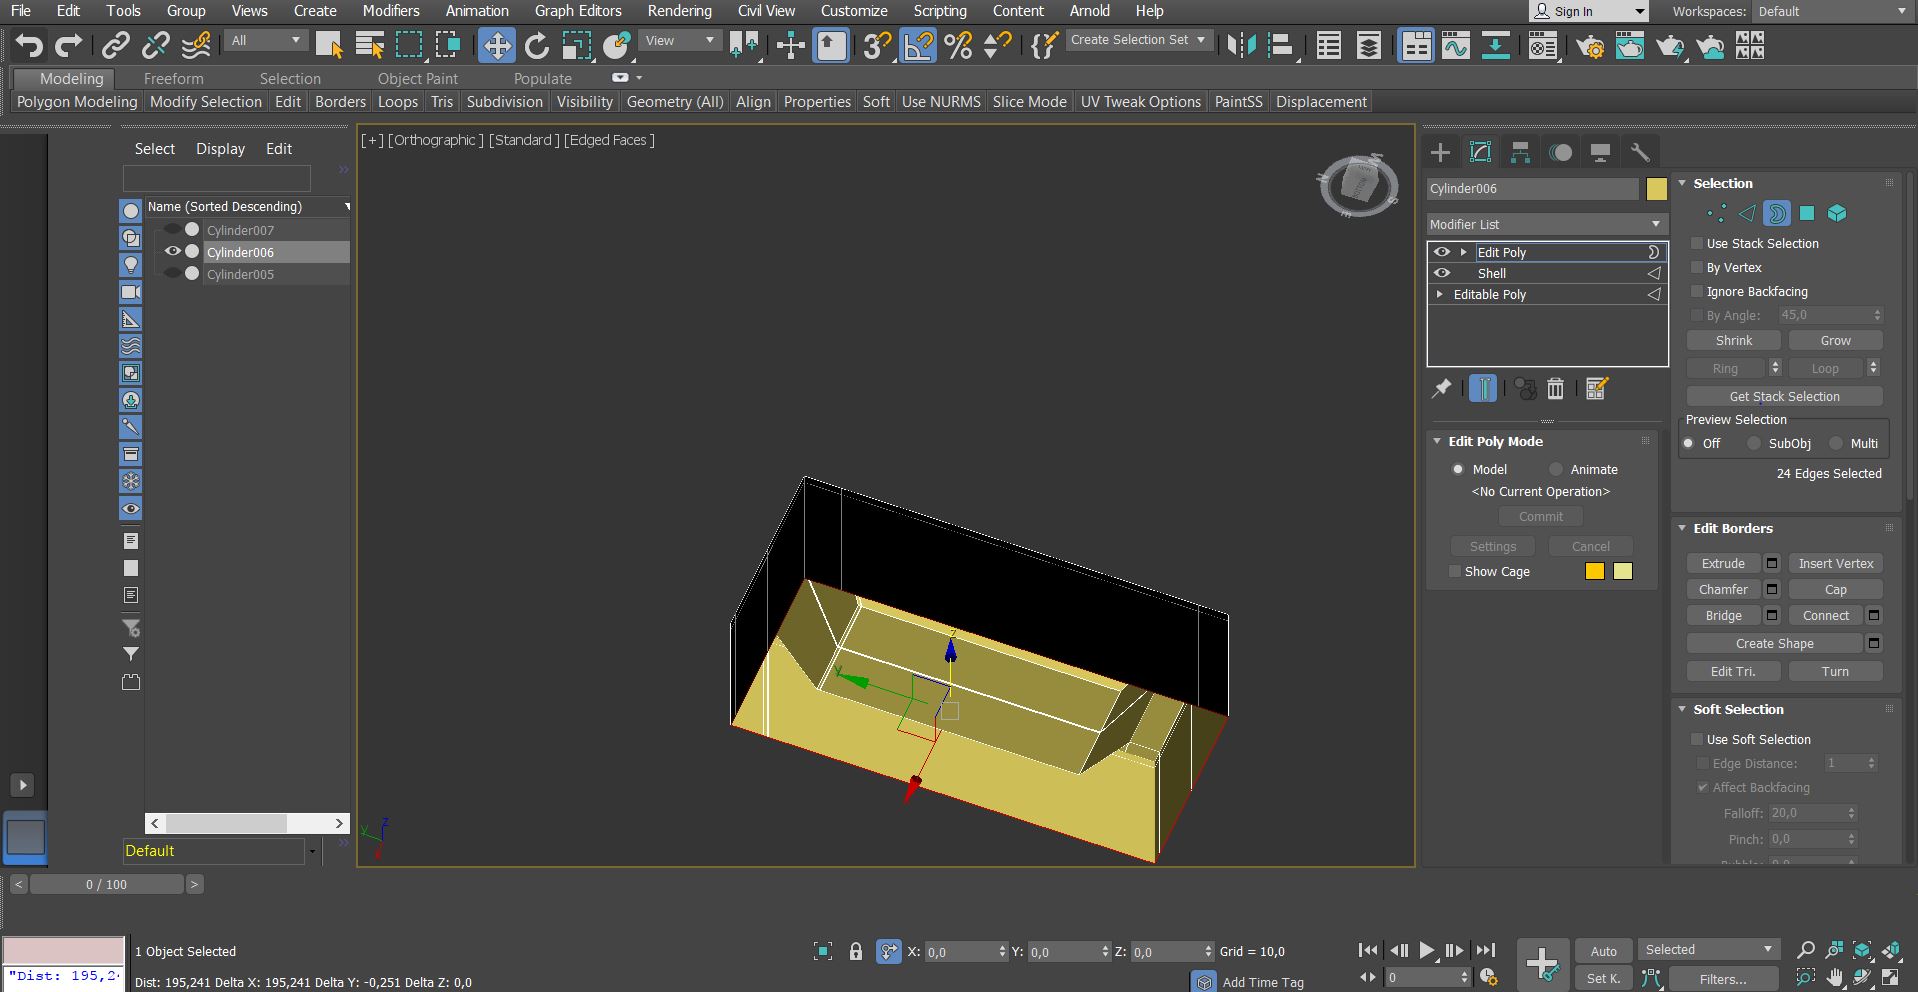 File Edit Tools Group Views Create Modifiers Animation Graph Editors Rendering Civil View Customize Scripting Content Arnold Help Sign In Workspaces: Default
All View Create Selection Set
Modeling Freeform Selection Object Paint Populate
Polygon Modeling Modify Selection Edit Borders Loops Tris Subdivision Visibility Geometry (All) Align Properties Soft Use NURMS Slice Mode UV Tweak Options PaintSS Displacement
Select Display Edit
Name (Sorted Descending)
Cylinder007
Cylinder006
Cylinder005
Default
0 / 100
[+] [Orthographic] [Standard] [Edged Faces]
z
y
z
y
Cylinder006
Modifier List
Edit Poly
Shell
Editable Poly
Edit Poly Mode
Model Animate
<No Current Operation>
Commit
Settings Cancel
Show Cage
Selection
Use Stack Selection
By Vertex
Ignore Backfacing
By Angle: 45,0
Shrink Grow
Ring Loop
Get Stack Selection
Preview Selection
Off SubObj Multi
24 Edges Selected
Edit Borders
Extrude Insert Vertex
Chamfer Cap
Bridge Connect
Create Shape
Edit Tri. Turn
Soft Selection
Use Soft Selection
Edge Distance: 1
Affect Backfacing
Falloff: 20,0
Pinch: 0,0
"Dist: 195,2
1 Object Selected
Dist: 195,241 Delta X: 195,241 Delta Y: -0,251 Delta Z: 0,0
X: 0,0 Y: 0,0 Z: 0,0 Grid = 10,0
Add Time Tag
Auto Selected
0 Set K. Filters...